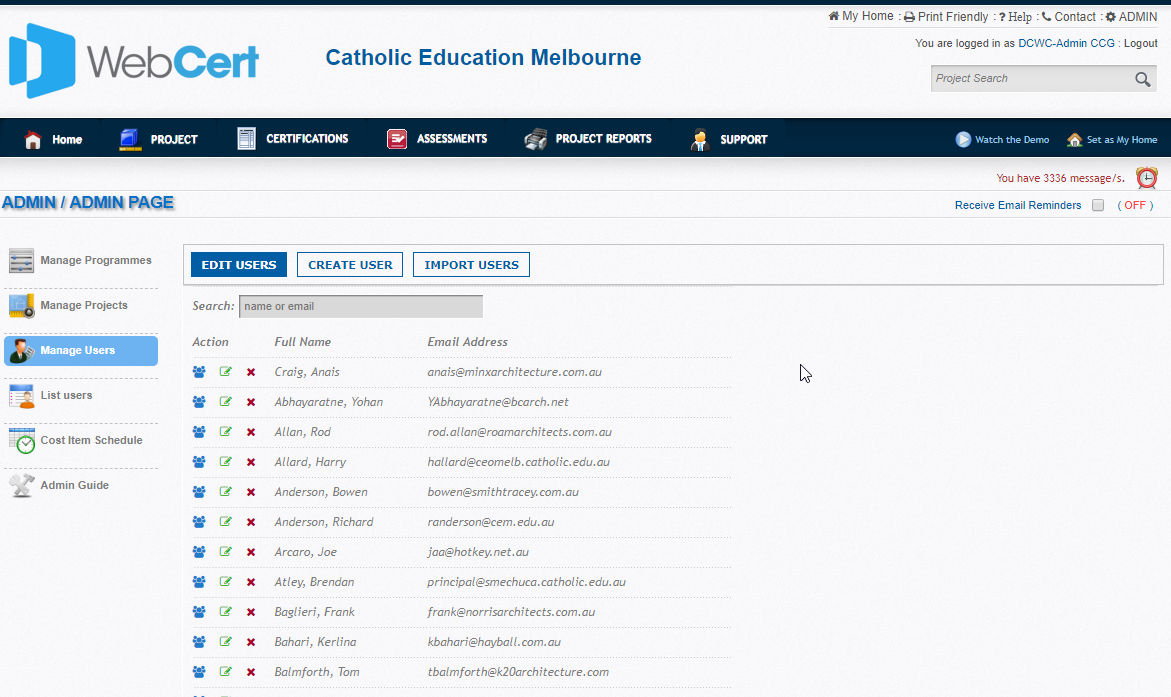 My Home : Print Friendly : ? Help : Contact : ADMIN
You are logged in as DCWC-Admin CCG : Logout
WebCert
Catholic Education Melbourne
Project Search
Home PROJECT CERTIFICATIONS ASSESSMENTS PROJECT REPORTS SUPPORT Watch the Demo Set as My Home
You have 3336 message/s.
ADMIN / ADMIN PAGE
Receive Email Reminders ( OFF )
Manage Programmes
Manage Projects
Manage Users
List users
Cost Item Schedule
Admin Guide
EDIT USERS CREATE USER IMPORT USERS
Search: name or email
Action Full Name Email Address
Craig, Anais anais@minxarchitecture.com.au
Abhayaratne, Yohan YAbhayaratne@bcarch.net
Allan, Rod rod.allan@roamarchitects.com.au
Allard, Harry hallard@ceomelb.catholic.edu.au
Anderson, Bowen bowen@smithtracey.com.au
Anderson, Richard randerson@cem.edu.au
Arcaro, Joe jaa@hotkey.net.au
Atley, Brendan principal@smechuca.catholic.edu.au
Baglieri, Frank frank@norrisarchitects.com.au
Bahari, Kerlina kbahari@hayball.com.au
Balmforth, Tom tbalmforth@k20architecture.com